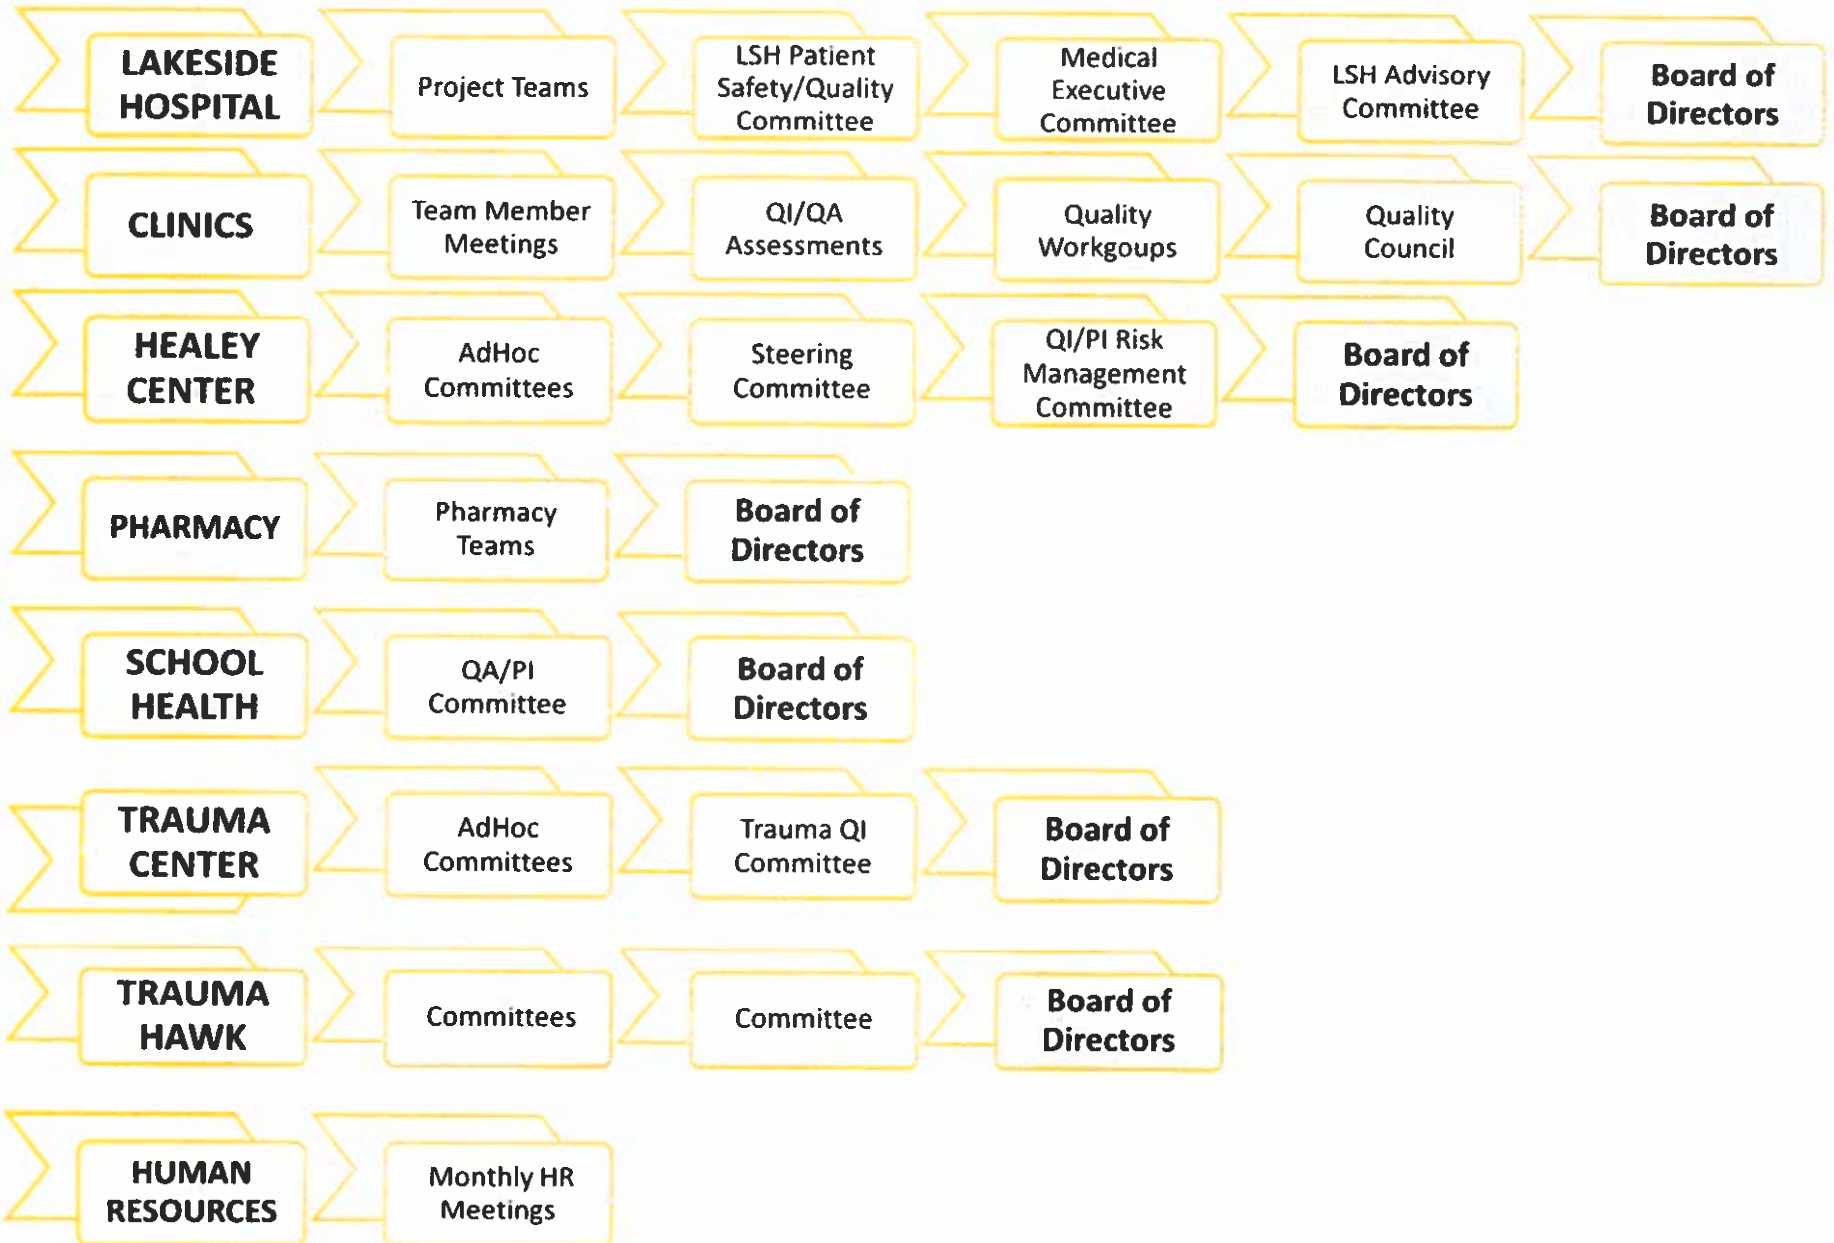 LAKESIDE
HOSPITAL
Project Teams
LSH Patient
Safety/Quality
Committee
Medical
Executive
Committee
LSH Advisory
Committee
Board of
Directors
CLINICS
Team Member
Meetings
QI/QA
Assessments
Quality
Workgoups
Quality
Council
Board of
Directors
HEALEY
CENTER
AdHoc
Committees
Steering
Committee
QI/PI Risk
Management
Committee
Board of
Directors
PHARMACY
Pharmacy
Teams
Board of
Directors
SCHOOL
HEALTH
QA/PI
Committee
Board of
Directors
TRAUMA
CENTER
AdHoc
Committees
Trauma QI
Committee
Board of
Directors
TRAUMA
HAWK
Committees
Committee
Board of
Directors
HUMAN
RESOURCES
Monthly HR
Meetings